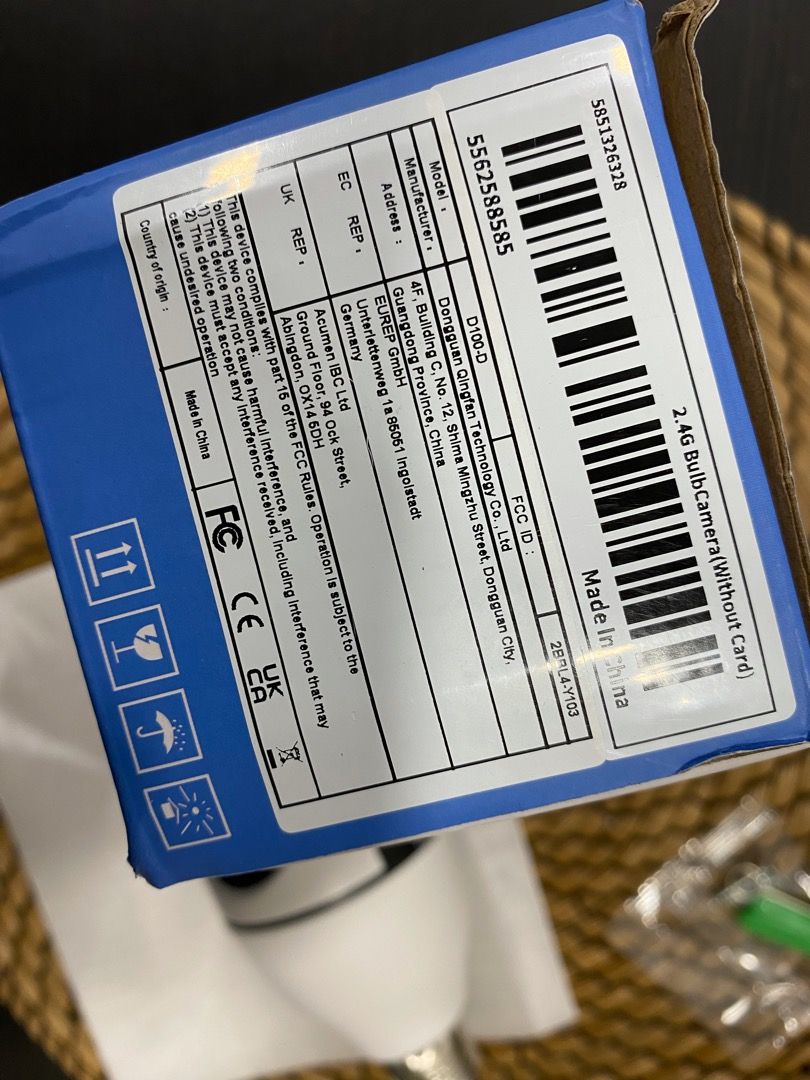 5851326328
2.4G BulbCamera(Without Card)
5562588585
Made In China
Model :
D100-D
FCC ID :
2BRL4-Y103
Manufacturer :
Dongguan Qingfan Technology Co., Ltd
Address :
4F, Building C, No. 12, Shima Mingzhu Street, Dongguan City,
Guangdong Province, China
EC REP :
EUREP GmbH
Unterlettenweg 1a 85051 Ingolstadt
Germany
UK REP :
Acumen IBC Ltd
Ground Floor, 94 Ock Street,
Abingdon, OX14 5DH
This device complies with part 15 of the FCC Rules. Operation is subject to the
following two conditions:
1) This device may not cause harmful interference, and
2) This device must accept any interference received, including interference that may
cause undesired operation
Country of origin :
Made in China
FC CE UK
CA